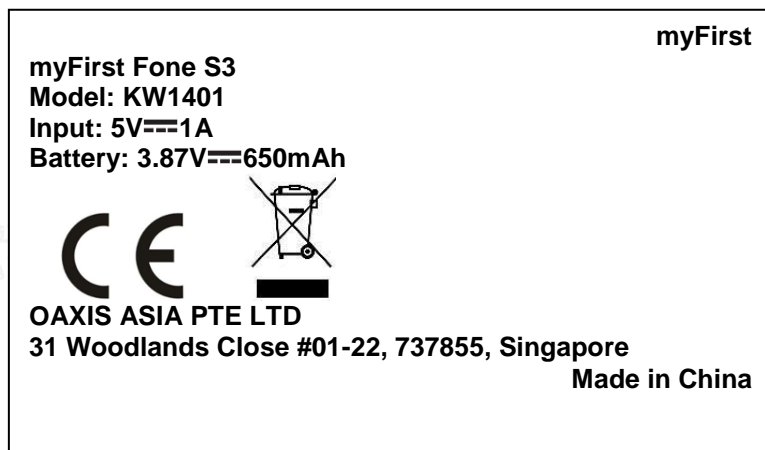 myFirst
myFirst Fone S3
Model: KW1401
Input: 5V⎓1A
Battery: 3.87V⎓650mAh
CE
OAXIS ASIA PTE LTD
31 Woodlands Close #01-22, 737855, Singapore
Made in China